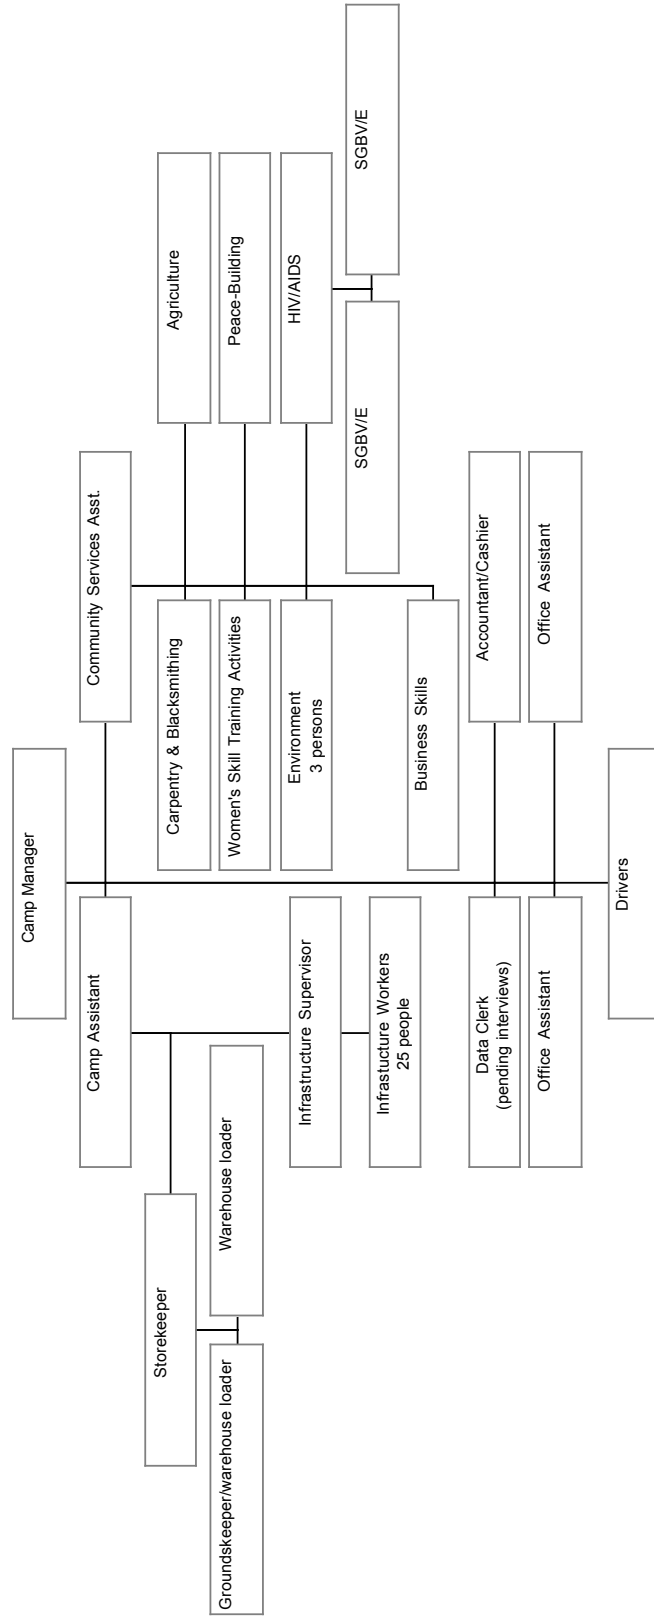 Camp Manager
Camp Assistant
Community Services Asst.
Storekeeper
Groundskeeper/warehouse loader
Warehouse loader
Infrastructure Supervisor
Infrastucture Workers
25 people
Carpentry & Blacksmithing
Agriculture
Women's Skill Training Activities
Peace-Building
Environment
3 persons
HIV/AIDS
SGBV/E
SGBV/E
Business Skills
Data Clerk
(pending interviews)
Accountant/Cashier
Office Assistant
Office Assistant
Drivers